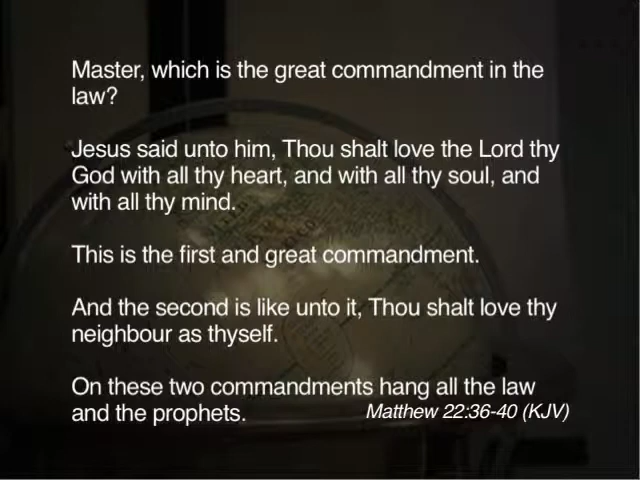 Master, which is the great commandment in the
law?
Jesus said unto him, Thou shalt love the Lord thy
God with all thy heart, and with all thy soul, and
with all thy mind.
This is the first and great commandment.
And the second is like unto it, Thou shalt love thy
neighbour as thyself.
On these two commandments hang all the law
and the prophets.
Matthew 22:36-40 (KJV)